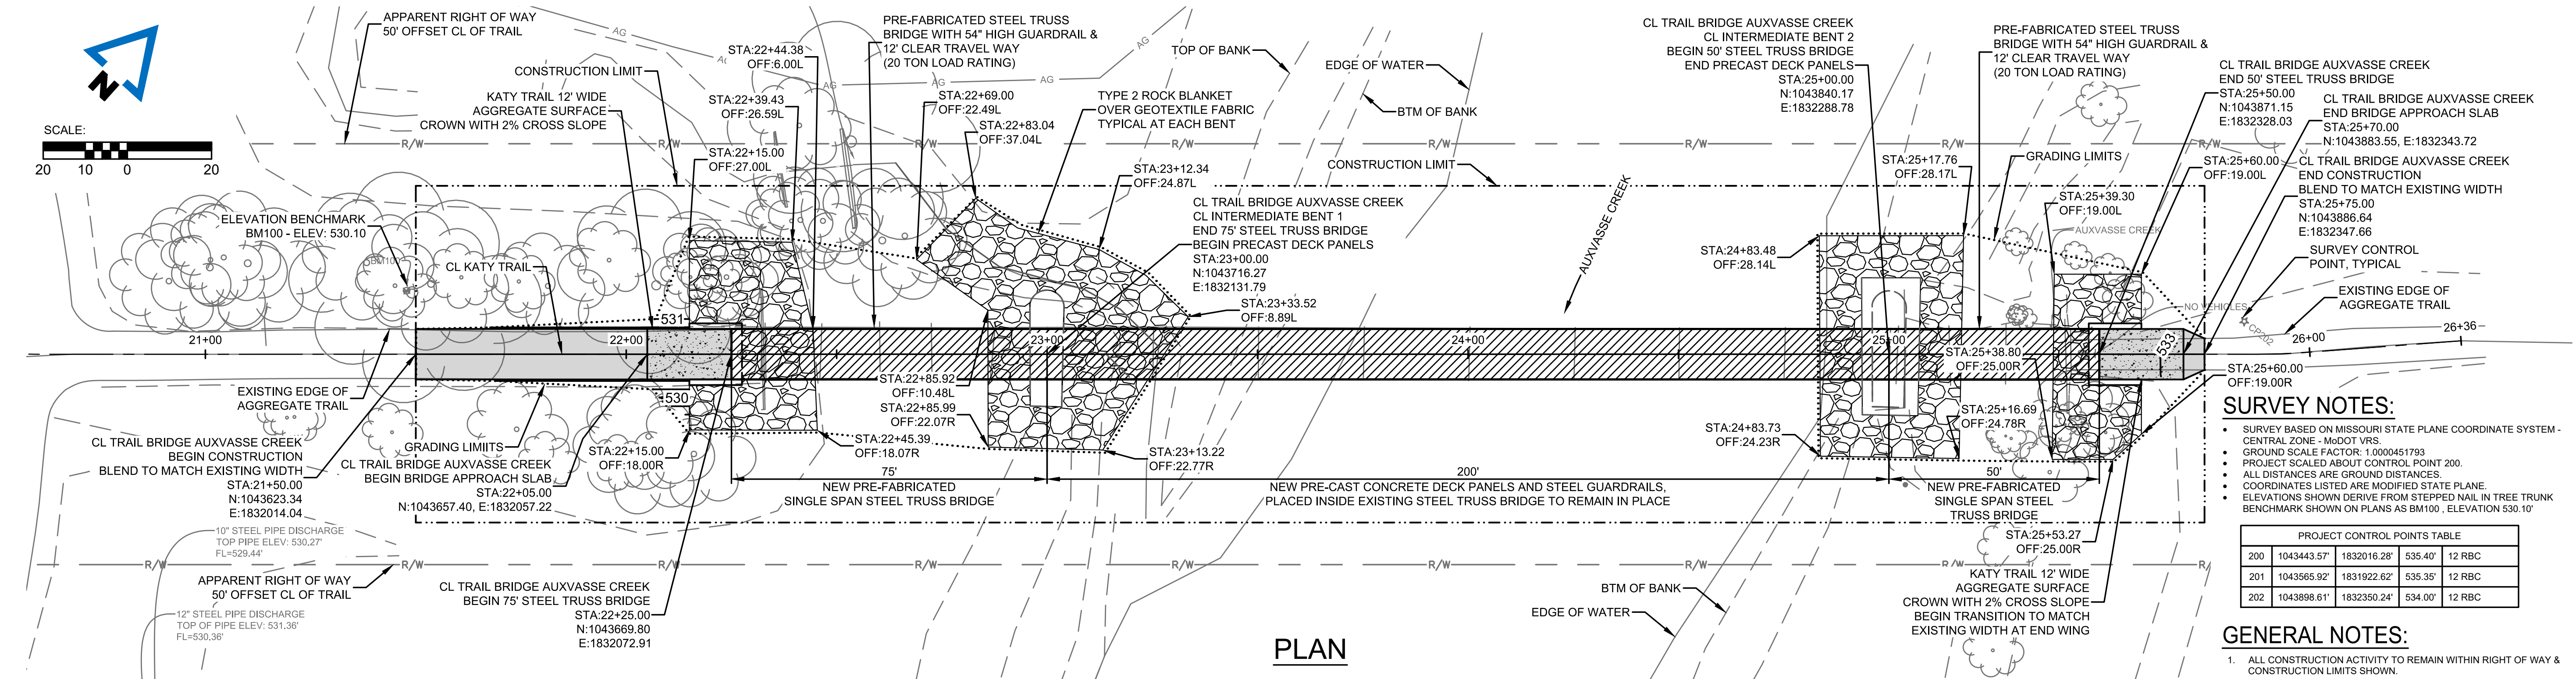 APPARENT RIGHT OF WAY
50' OFFSET CL OF TRAIL
N
SCALE:
20 10 0 20
CONSTRUCTION LIMIT
KATY TRAIL 12' WIDE
AGGREGATE SURFACE
CROWN WITH 2% CROSS SLOPE
STA:22+44.38
OFF:6.00L
STA:22+39.43
OFF:26.59L
STA:22+15.00
OFF:27.00L
PRE-FABRICATED STEEL TRUSS
BRIDGE WITH 54" HIGH GUARDRAIL &
12' CLEAR TRAVEL WAY
(20 TON LOAD RATING)
STA:22+69.00
OFF:22.49L
STA:22+83.04
OFF:37.04L
TYPE 2 ROCK BLANKET
OVER GEOTEXTILE FABRIC
TYPICAL AT EACH BENT
STA:23+12.34
OFF:24.87L
TOP OF BANK
EDGE OF WATER
BTM OF BANK
CONSTRUCTION LIMIT
CL TRAIL BRIDGE AUXVASSE CREEK
CL INTERMEDIATE BENT 1
END 75' STEEL TRUSS BRIDGE
BEGIN PRECAST DECK PANELS
STA:23+00.00
N:1043716.27
E:1832131.79
STA:23+33.52
OFF:8.89L
AUXVASSE CREEK
CL TRAIL BRIDGE AUXVASSE CREEK
CL INTERMEDIATE BENT 2
BEGIN 50' STEEL TRUSS BRIDGE
END PRECAST DECK PANELS
STA:25+00.00
N:1043840.17
E:1832288.78
PRE-FABRICATED STEEL TRUSS
BRIDGE WITH 54" HIGH GUARDRAIL &
12' CLEAR TRAVEL WAY
(20 TON LOAD RATING)
CL TRAIL BRIDGE AUXVASSE CREEK
END 50' STEEL TRUSS BRIDGE
STA:25+50.00
N:1043871.15
E:1832328.03
CL TRAIL BRIDGE AUXVASSE CREEK
END BRIDGE APPROACH SLAB
STA:25+70.00
N:1043883.55, E:1832343.72
STA:25+17.76
OFF:28.17L
GRADING LIMITS
STA:25+60.00
OFF:19.00L
CL TRAIL BRIDGE AUXVASSE CREEK
END CONSTRUCTION
BLEND TO MATCH EXISTING WIDTH
STA:25+75.00
N:1043886.64
E:1832347.66
STA:25+39.30
OFF:19.00L
AUXVASSE CREEK
STA:24+83.48
OFF:28.14L
SURVEY CONTROL
POINT, TYPICAL
NO VEHICLES
EXISTING EDGE OF
AGGREGATE TRAIL
CP202
AG
AG
AG
AG
AG
R/W
R/W
R/W
R/W
R/W
R/W
R/W
R/W
ELEVATION BENCHMARK
BM100 - ELEV: 530.10
CL KATY TRAIL
531
530
533
21+00
22+00
23+00
24+00
25+00
26+00
26+36
EXISTING EDGE OF
AGGREGATE TRAIL
STA:22+85.92
OFF:10.48L
STA:22+85.99
OFF:22.07R
STA:25+38.80
OFF:25.00R
STA:25+60.00
OFF:19.00R
CL TRAIL BRIDGE AUXVASSE CREEK
BEGIN CONSTRUCTION
BLEND TO MATCH EXISTING WIDTH
STA:21+50.00
N:1043623.34
E:1832014.04
GRADING LIMIITS
CL TRAIL BRIDGE AUXVASSE CREEK
BEGIN BRIDGE APPROACH SLAB
STA:22+05.00
N:1043657.40, E:1832057.22
STA:22+15.00
OFF:18.00R
STA:22+45.39
OFF:18.07R
STA:23+13.22
OFF:22.77R
STA:24+83.73
OFF:24.23R
STA:25+16.69
OFF:24.78R
75'
NEW PRE-FABRICATED
SINGLE SPAN STEEL TRUSS BRIDGE
200'
NEW PRE-CAST CONCRETE DECK PANELS AND STEEL GUARDRAILS,
PLACED INSIDE EXISTING STEEL TRUSS BRIDGE TO REMAIN IN PLACE
50'
NEW PRE-FABRICATED
SINGLE SPAN STEEL
TRUSS BRIDGE
STA:25+53.27
OFF:25.00R
10" STEEL PIPE DISCHARGE
TOP PIPE ELEV: 530.27'
FL=529.44'
R/W
R/W
R/W
R/W
R/W
R/W
R/W
R/W
APPARENT RIGHT OF WAY
50' OFFSET CL OF TRAIL
12" STEEL PIPE DISCHARGE
TOP OF PIPE ELEV: 531.36'
FL=530.36'
CL TRAIL BRIDGE AUXVASSE CREEK
BEGIN 75' STEEL TRUSS BRIDGE
STA:22+25.00
N:1043669.80
E:1832072.91
BTM OF BANK
EDGE OF WATER
KATY TRAIL 12' WIDE
AGGREGATE SURFACE
CROWN WITH 2% CROSS SLOPE
BEGIN TRANSITION TO MATCH
EXISTING WIDTH AT END WING
PLAN
SURVEY NOTES:
• SURVEY BASED ON MISSOURI STATE PLANE COORDINATE SYSTEM -
CENTRAL ZONE - MoDOT VRS.
• GROUND SCALE FACTOR: 1.0000451793
• PROJECT SCALED ABOUT CONTROL POINT 200.
• ALL DISTANCES ARE GROUND DISTANCES.
• COORDINATES LISTED ARE MODIFIED STATE PLANE.
• ELEVATIONS SHOWN DERIVE FROM STEPPED NAIL IN TREE TRUNK
BENCHMARK SHOWN ON PLANS AS BM100 , ELEVATION 530.10'
PROJECT CONTROL POINTS TABLE
200 1043443.57' 1832016.28' 535.40' 12 RBC
201 1043565.92' 1831922.62' 535.35' 12 RBC
202 1043898.61' 1832350.24' 534.00' 12 RBC
GENERAL NOTES:
1. ALL CONSTRUCTION ACTIVITY TO REMAIN WITHIN RIGHT OF WAY &
CONSTRUCTION LIMITS SHOWN.